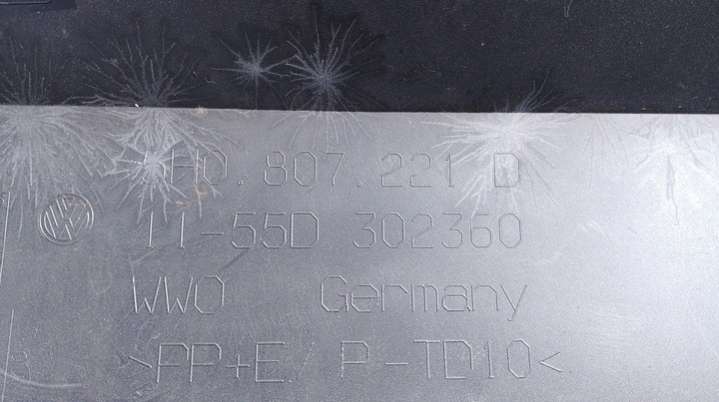 H0.807.221 D
11-55D 302360
WWO Germany
>PP+E/P-TD10<